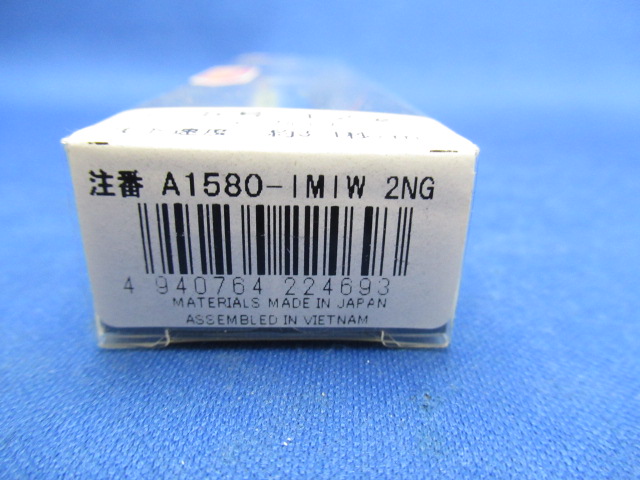 注番 A1580-IMIW 2NG
4 940764 224693
MATERIALS MADE IN JAPAN
ASSEMBLED IN VIETNAM